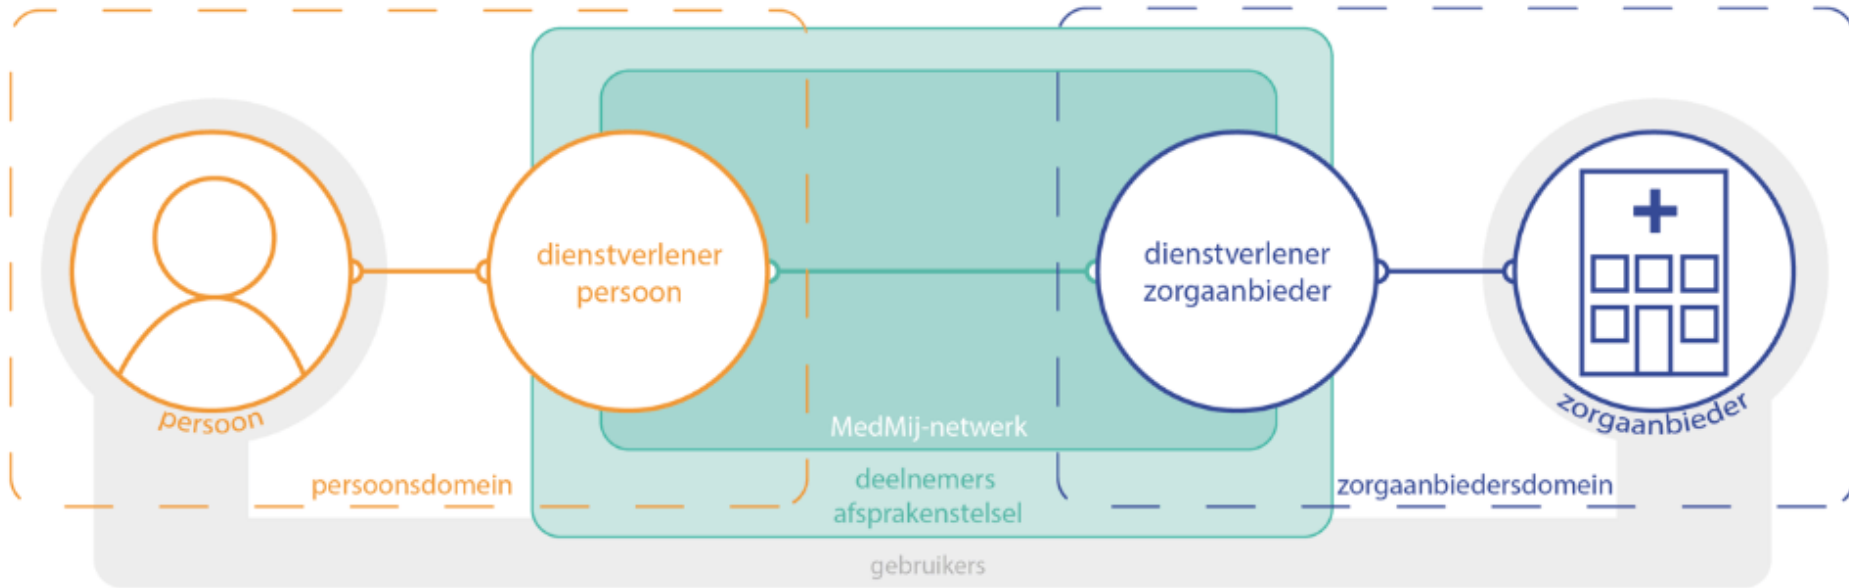 dienstverlener
persoon
dienstverlener
zorgaanbieder
persoon
zorgaanbieder
MedMij-netwerk
persoonsdomein
deelnemers
afsprakenstelsel
zorgaanbiedersdomein
gebruikers